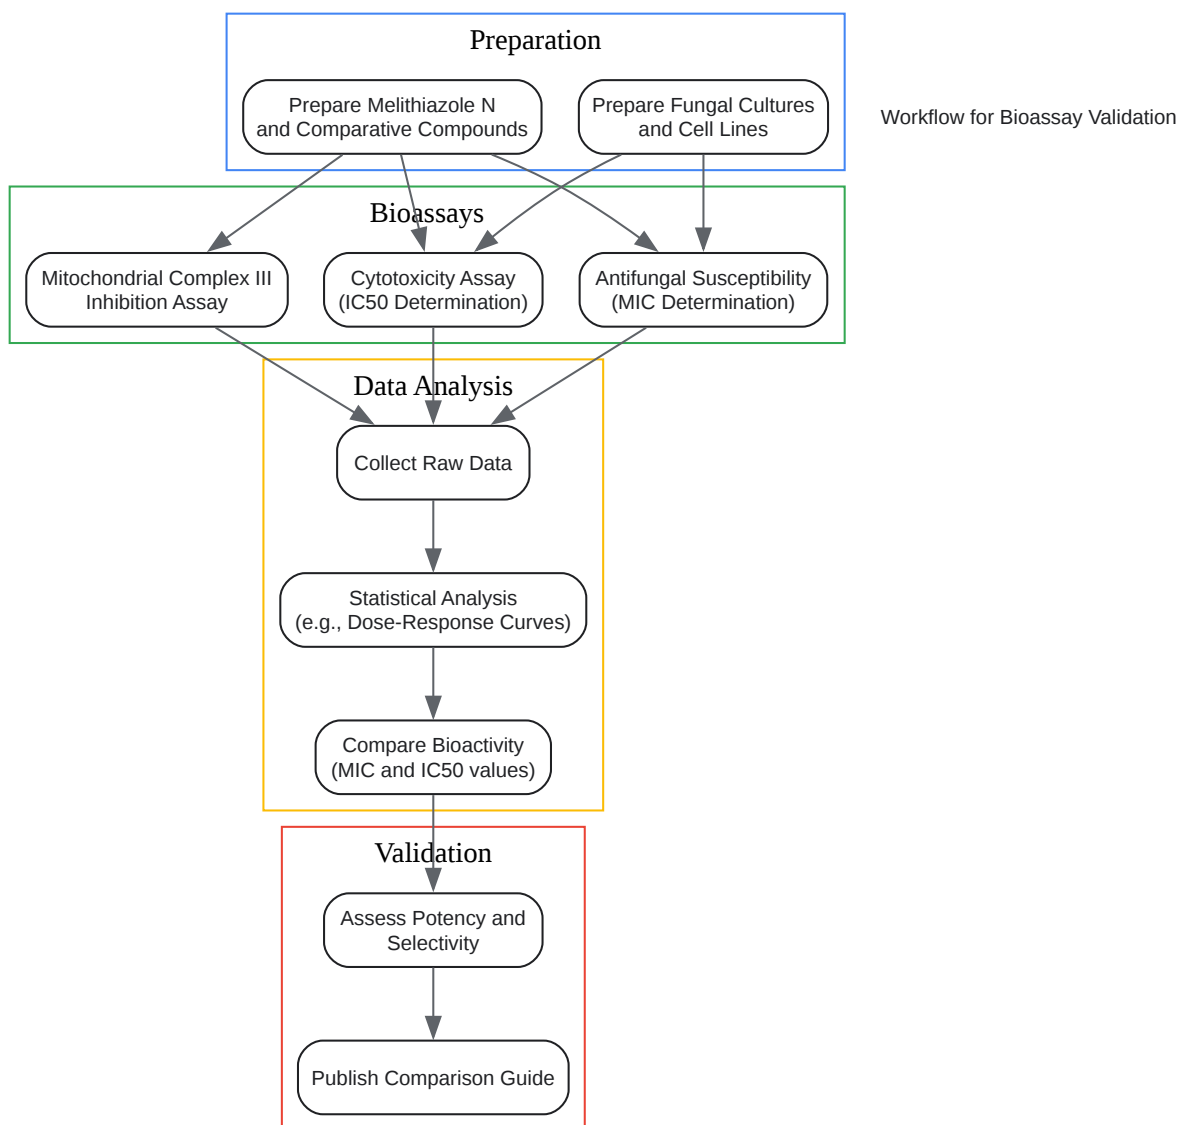 Preparation
Prepare Melithiazole N
and Comparative Compounds
Prepare Fungal Cultures
and Cell Lines
Workflow for Bioassay Validation
Bioassays
Mitochondrial Complex III
Inhibition Assay
Cytotoxicity Assay
(IC50 Determination)
Antifungal Susceptibility
(MIC Determination)
Data Analysis
Collect Raw Data
Statistical Analysis
(e.g., Dose-Response Curves)
Compare Bioactivity
(MIC and IC50 values)
Validation
Assess Potency and
Selectivity
Publish Comparison Guide